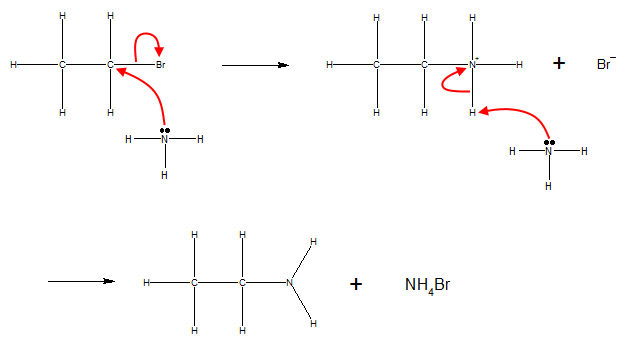 H H H H H
H C C Br H C C N+ H + Br−
H H H H H
H N H H N H
H H
H H H
H C C N + NH4Br
H H H